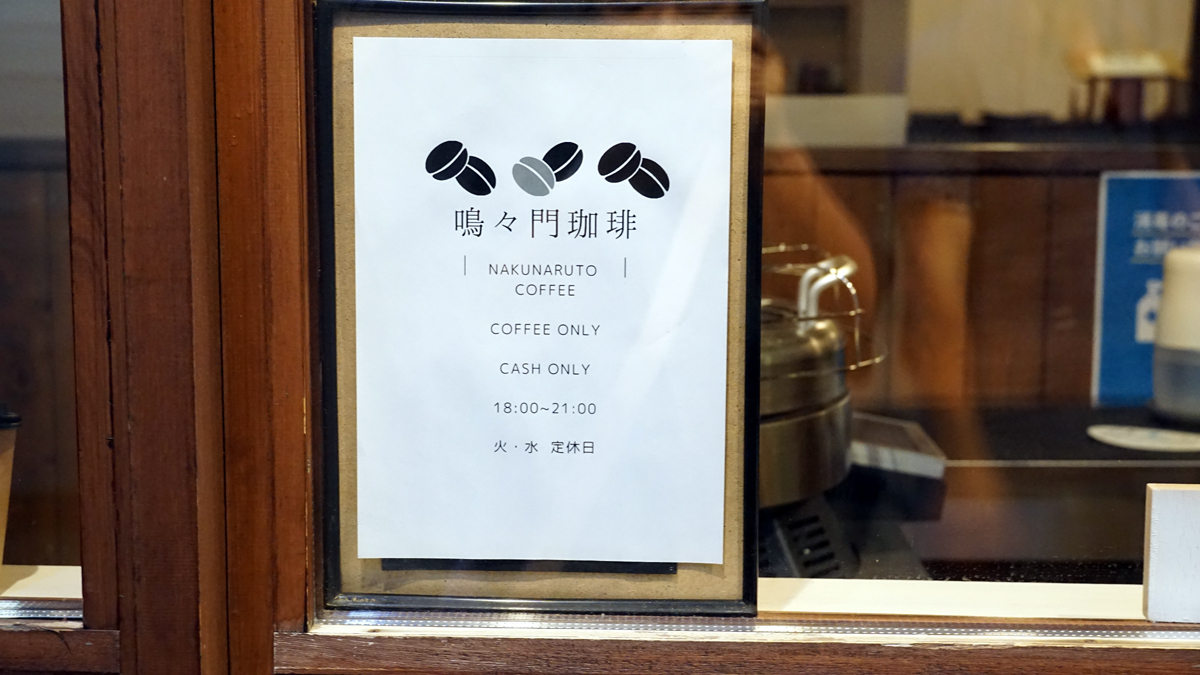 鳴々門珈琲
NAKUNARUTO
COFFEE
COFFEE ONLY
CASH ONLY
18:00~21:00
火・水 定休日